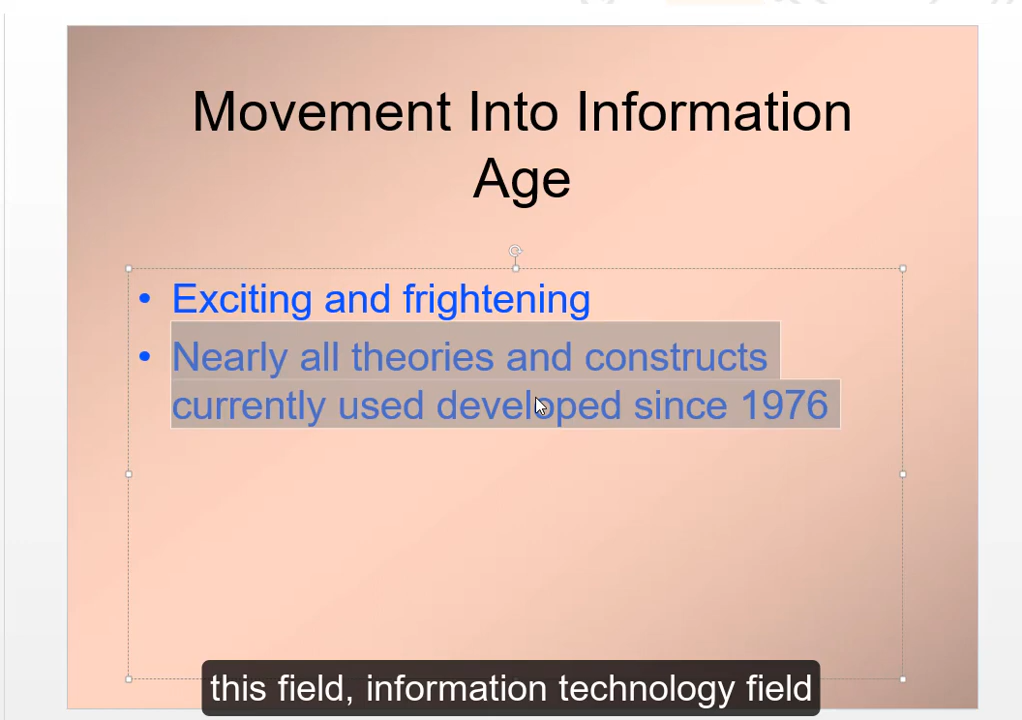 Movement Into Information
Age
• Exciting and frightening
• Nearly all theories and constructs
currently used developed since 1976
this field, information technology field